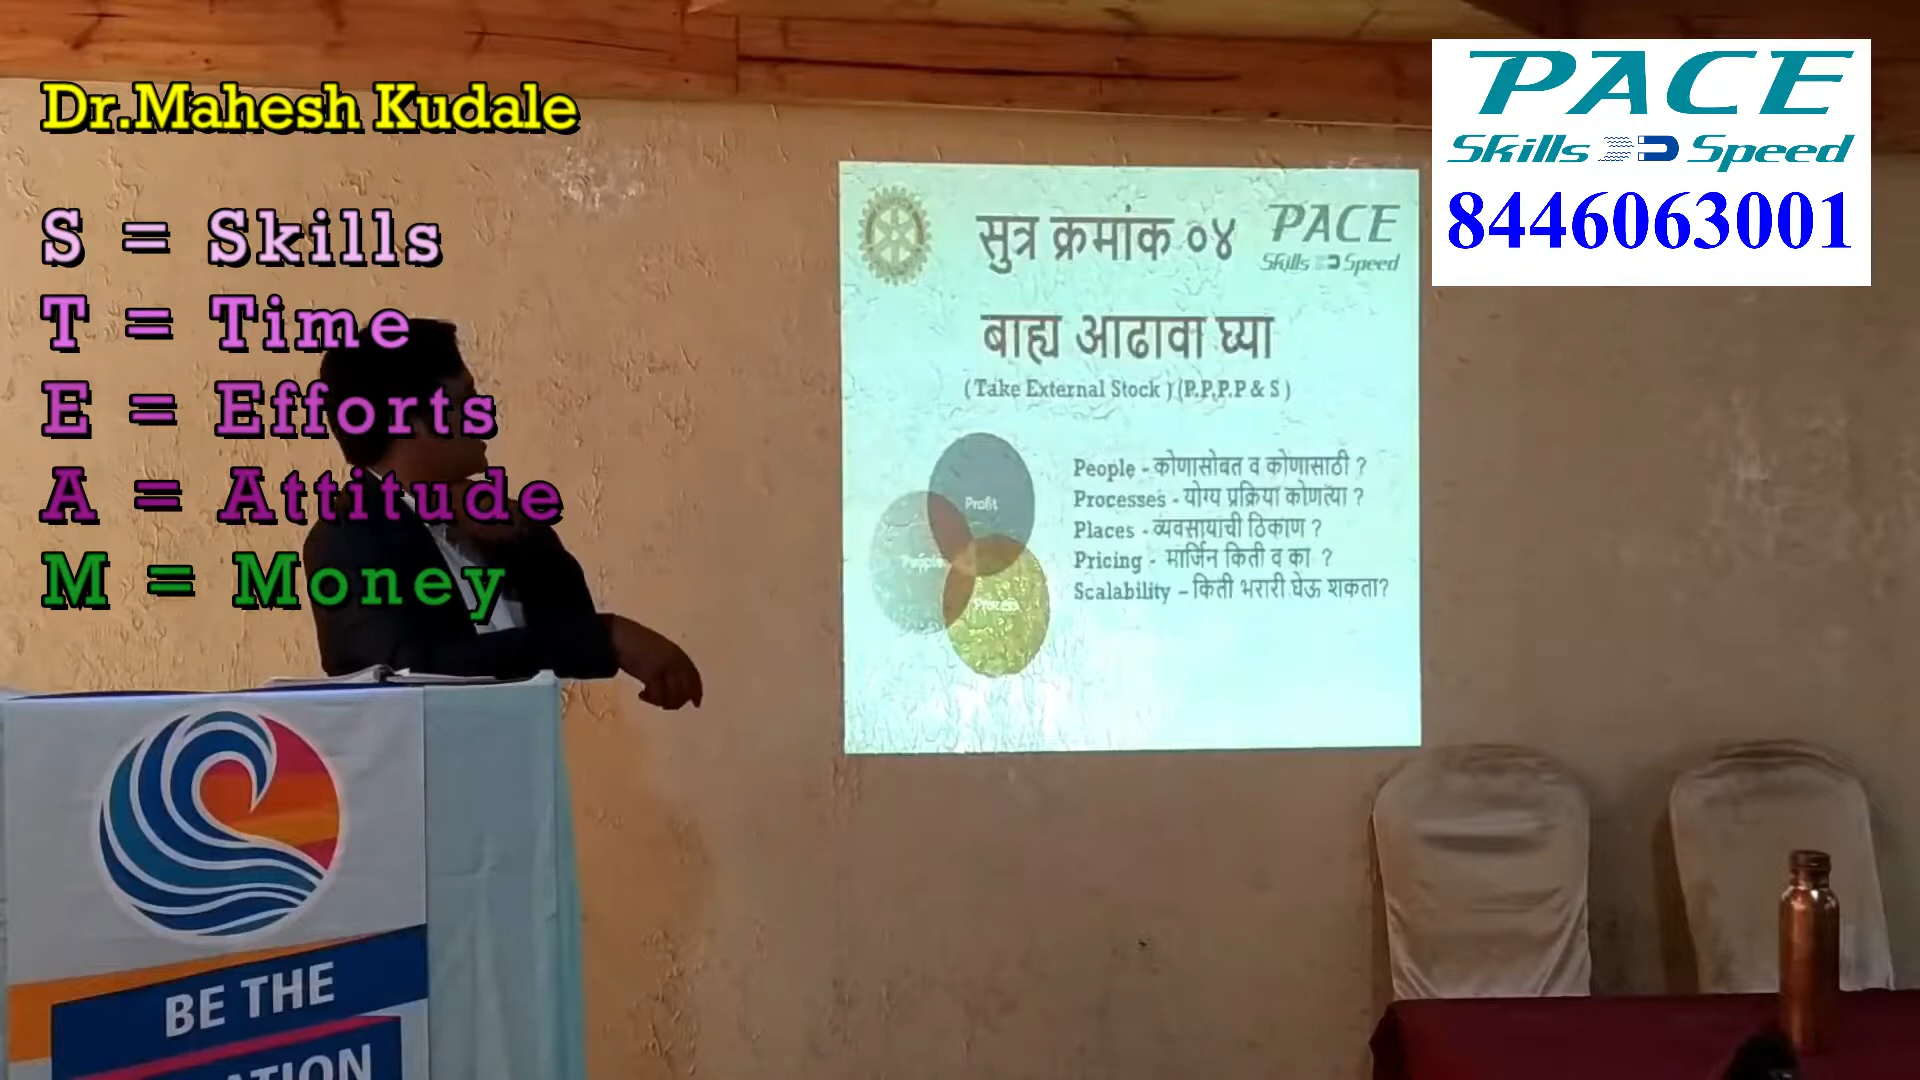 Dr.Mahesh Kudale
S = Skills
T = Time
E = Efforts
A = Attitude
M = Money
PACE
Skills Speed
8446063001
सुत्र क्रमांक ०४
PACE
Skills Speed
बाह्य आढावा घ्या
( Take External Stock ) (P.P.P.P & S )
People - कोणासोबत व कोणासाठी ?
Processes - योग्य प्रक्रिया कोणत्या ?
Places - व्यवसायाची ठिकाण ?
Pricing - मार्जिन किती व का ?
Scalability – किती भरारी घेऊ शकता?
Profit
People
Process
BE THE